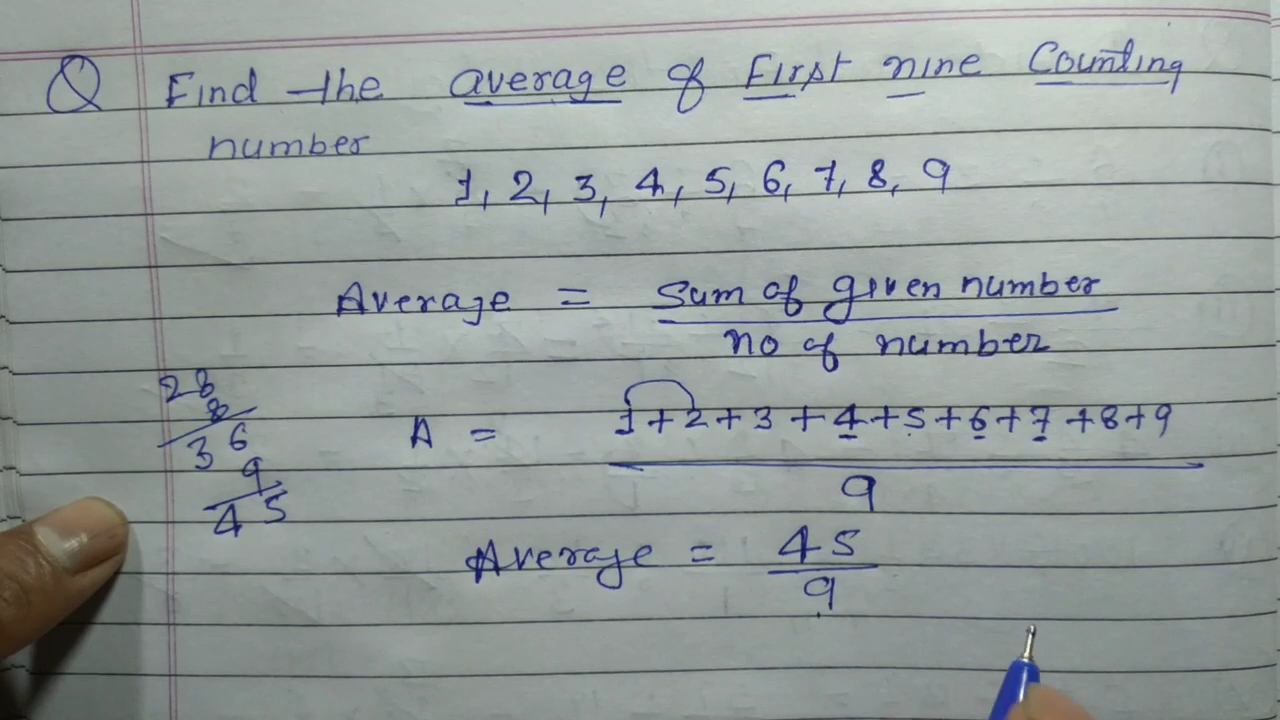 Q Find the average of First nine Counting
number
1, 2, 3, 4, 5, 6, 7, 8, 9
Average = Sum of given number
no of number
28
8
36
9
45
A = 1+2+3+4+5+6+7+8+9
9
Average = 45
9